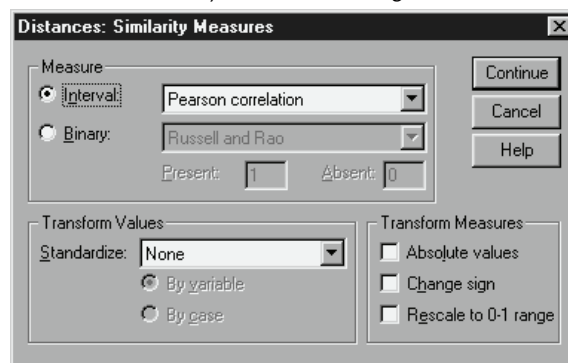 Distances: Similarity Measures
Measure
Interval:
Pearson correlation
Binary:
Russell and Rao
Present: 1 Absent: 0
Continue
Cancel
Help
Transform Values
Standardize: None
By variable
By case
Transform Measures
Absolute values
Change sign
Rescale to 0-1 range